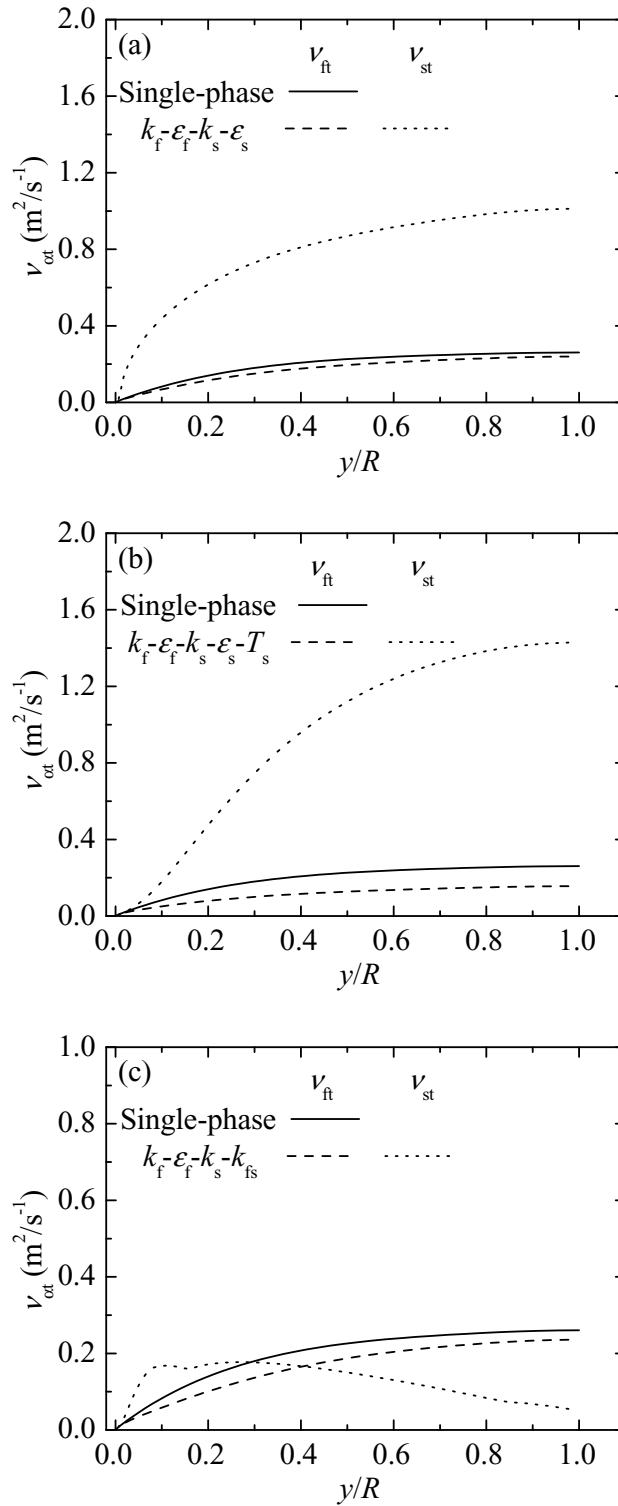 (a) ν_ft ν_st
Single-phase
k_f-ε_f-k_s-ε_s
2.0
1.6
1.2
0.8
0.4
0.0
ν_αt (m²/s⁻¹)
0.0 0.2 0.4 0.6 0.8 1.0
y/R
(b) ν_ft ν_st
Single-phase
k_f-ε_f-k_s-ε_s-T_s
2.0
1.6
1.2
0.8
0.4
0.0
ν_αt (m²/s⁻¹)
0.0 0.2 0.4 0.6 0.8 1.0
y/R
(c) ν_ft ν_st
Single-phase
k_f-ε_f-k_s-k_fs
1.0
0.8
0.6
0.4
0.2
0.0
ν_αt (m²/s⁻¹)
0.0 0.2 0.4 0.6 0.8 1.0
y/R